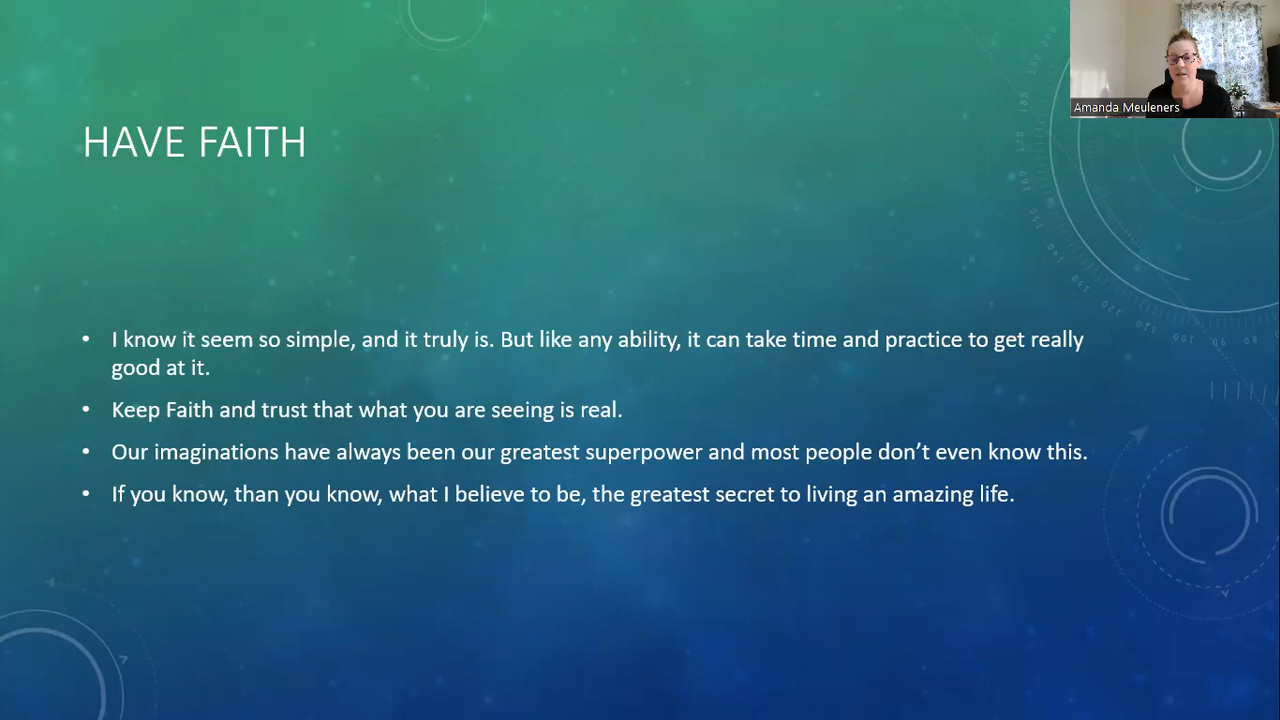 Amanda Meuleners
HAVE FAITH
• I know it seem so simple, and it truly is. But like any ability, it can take time and practice to get really
good at it.
• Keep Faith and trust that what you are seeing is real.
• Our imaginations have always been our greatest superpower and most people don’t even know this.
• If you know, than you know, what I believe to be, the greatest secret to living an amazing life.